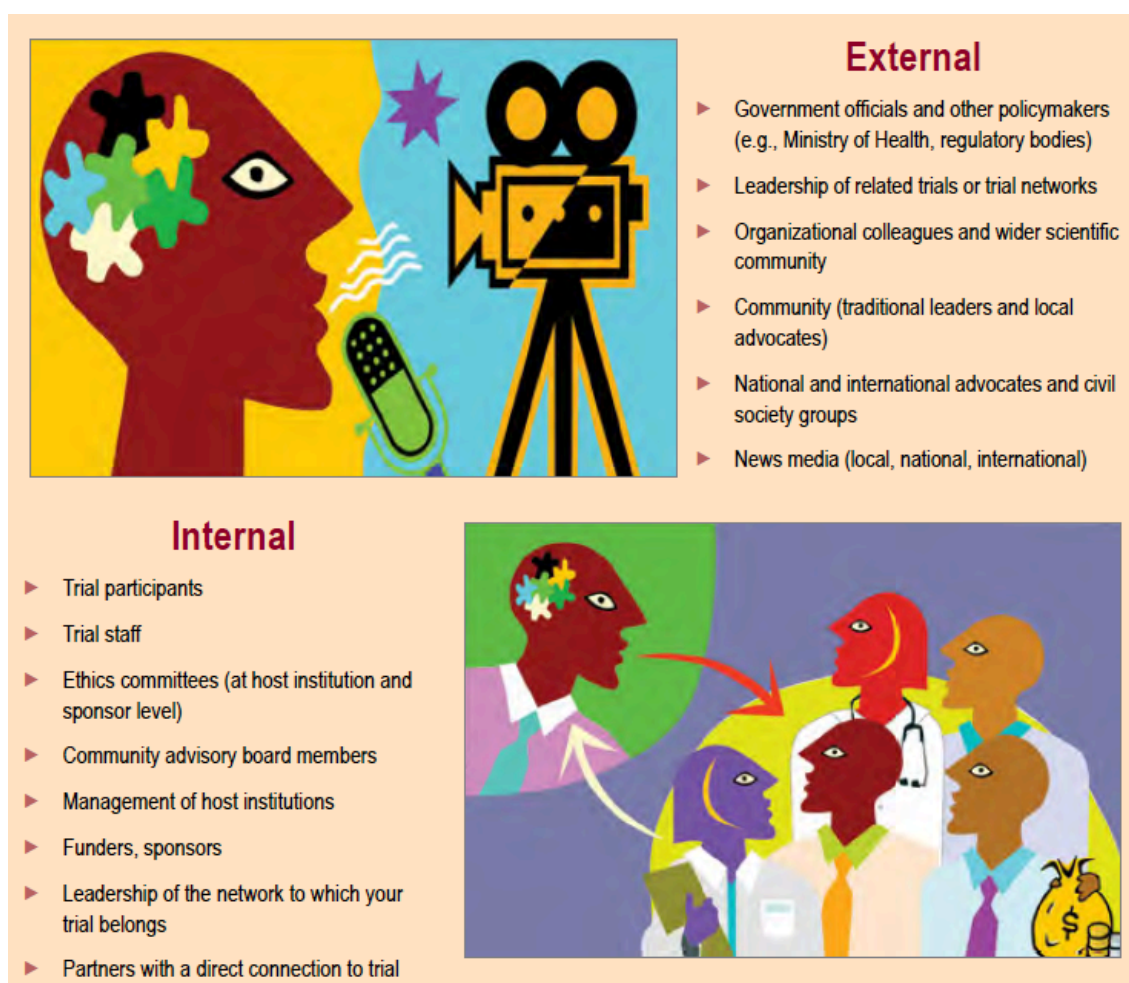 External
► Government officials and other policymakers
(e.g., Ministry of Health, regulatory bodies)
► Leadership of related trials or trial networks
► Organizational colleagues and wider scientific
community
► Community (traditional leaders and local
advocates)
► National and international advocates and civil
society groups
► News media (local, national, international)
Internal
► Trial participants
► Trial staff
► Ethics committees (at host institution and
sponsor level)
► Community advisory board members
► Management of host institutions
► Funders, sponsors
► Leadership of the network to which your
trial belongs
► Partners with a direct connection to trial
$